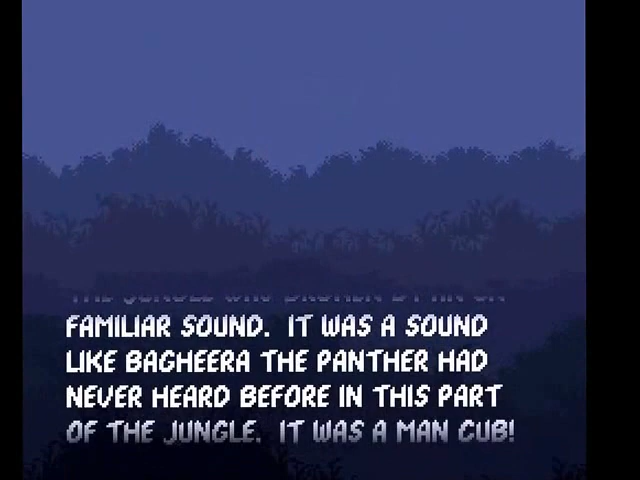 FAMILIAR SOUND. IT WAS A SOUND
LIKE BAGHEERA THE PANTHER HAD
NEVER HEARD BEFORE IN THIS PART
OF THE JUNGLE. IT WAS A MAN CUB!